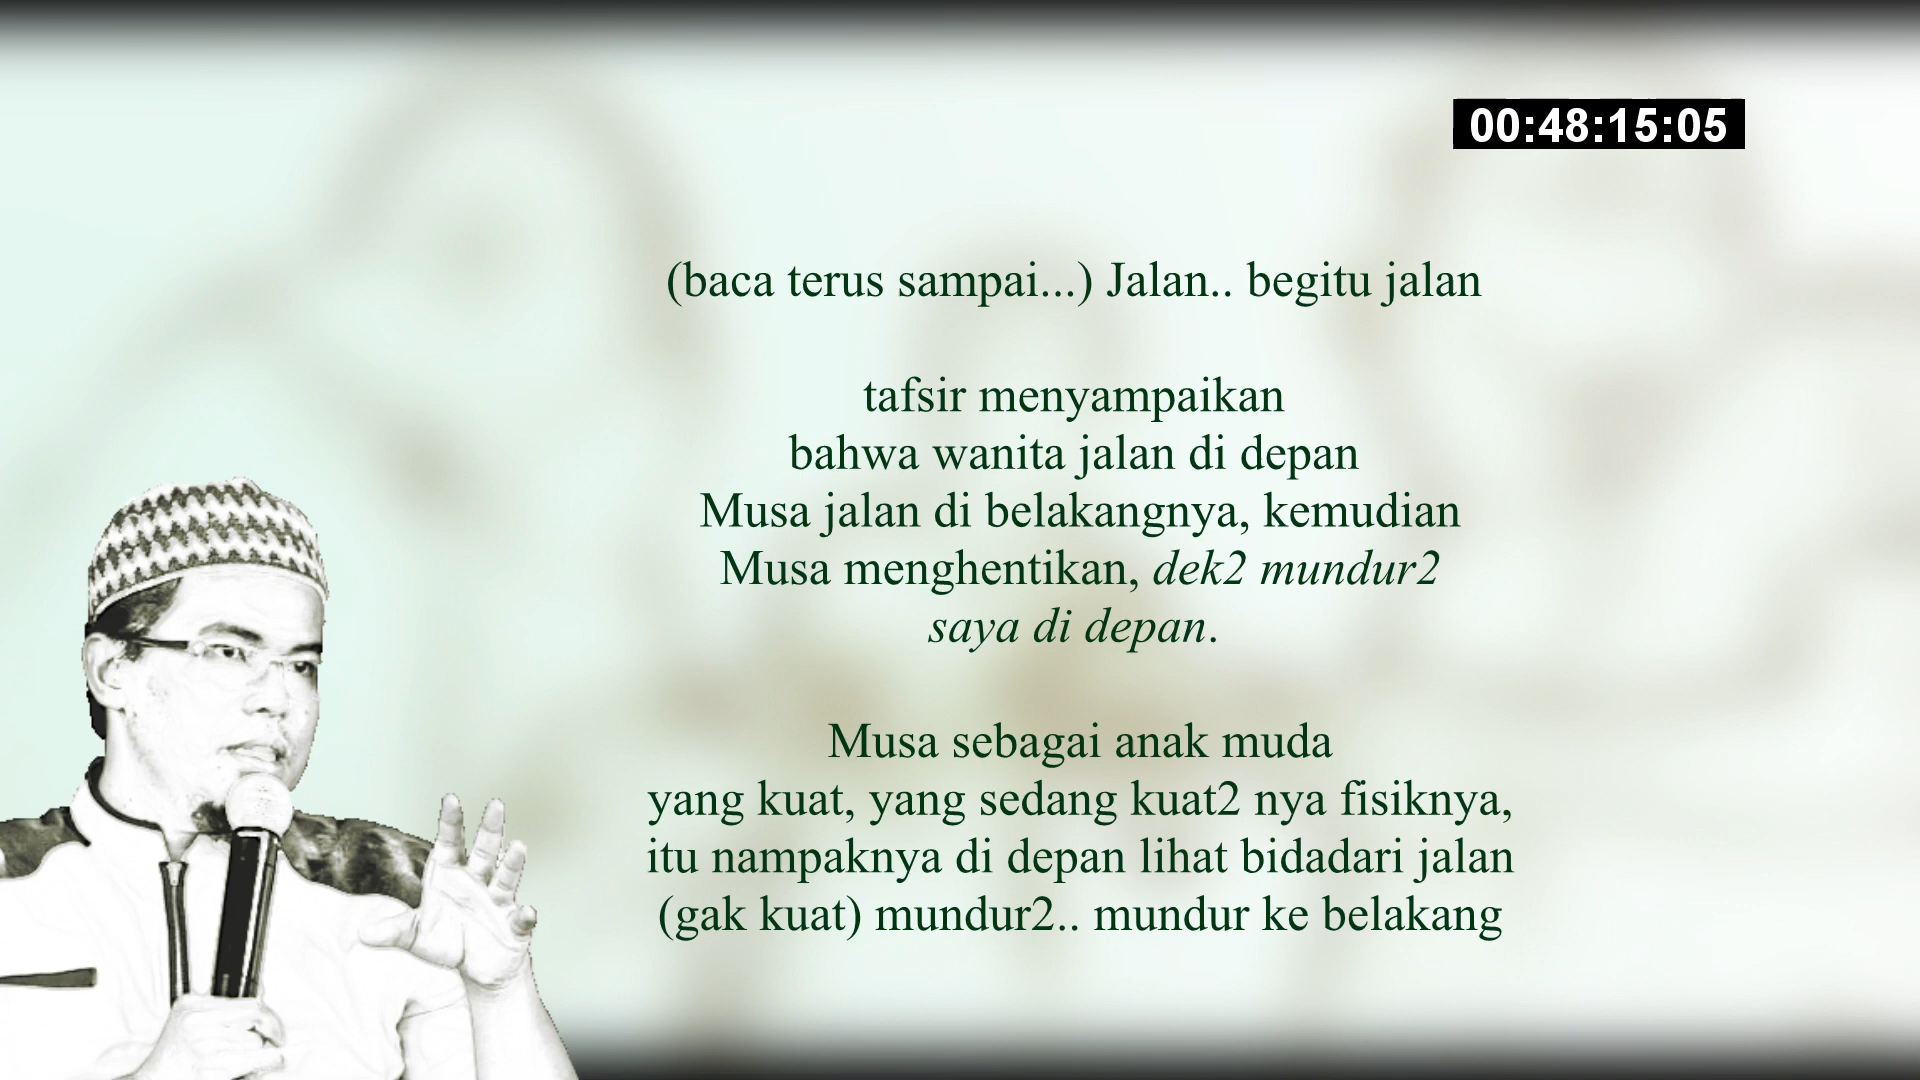 00:48:15:05
(baca terus sampai...) Jalan.. begitu jalan
tafsir menyampaikan
bahwa wanita jalan di depan
Musa jalan di belakangnya, kemudian
Musa menghentikan, dek2 mundur2
saya di depan.
Musa sebagai anak muda
yang kuat, yang sedang kuat2 nya fisiknya,
itu nampaknya di depan lihat bidadari jalan
(gak kuat) mundur2.. mundur ke belakang